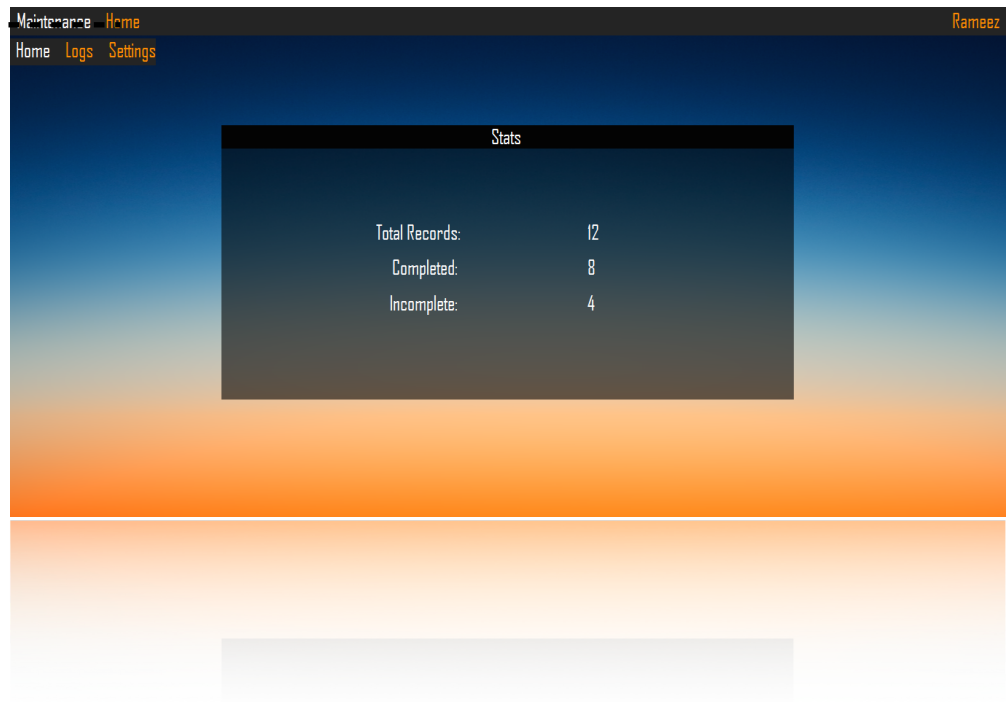 Maintenance Home Rameez
Home Logs Settings
Stats
Total Records: 12
Completed: 8
Incomplete: 4